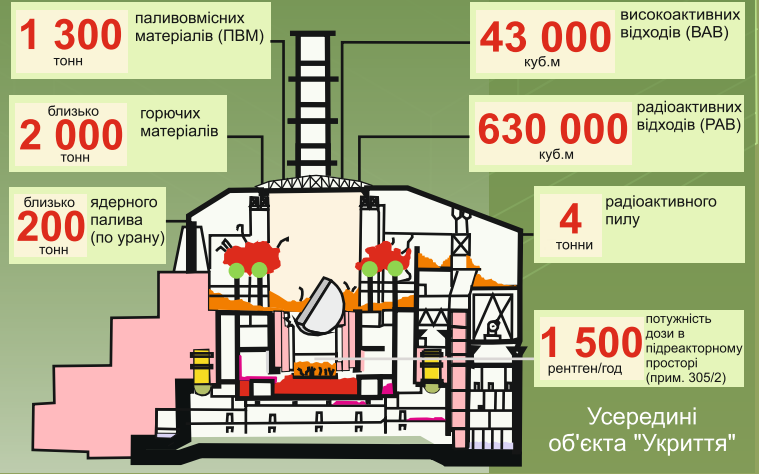 1 300
тонн
паливовмісних
матеріалів (ПВМ)
43 000
куб.м
високоактивних
відходів (ВАВ)
близько
2 000
тонн
горючих
матеріалів
630 000
куб.м
радіоактивних
відходів (РАВ)
близько
200
тонн
ядерного
палива
(по урану)
4
тонни
радіоактивного
пилу
1 500
рентген/год
потужність
дози в
підреакторному
просторі
(прим. 305/2)
Усередині
об'єкта "Укриття"